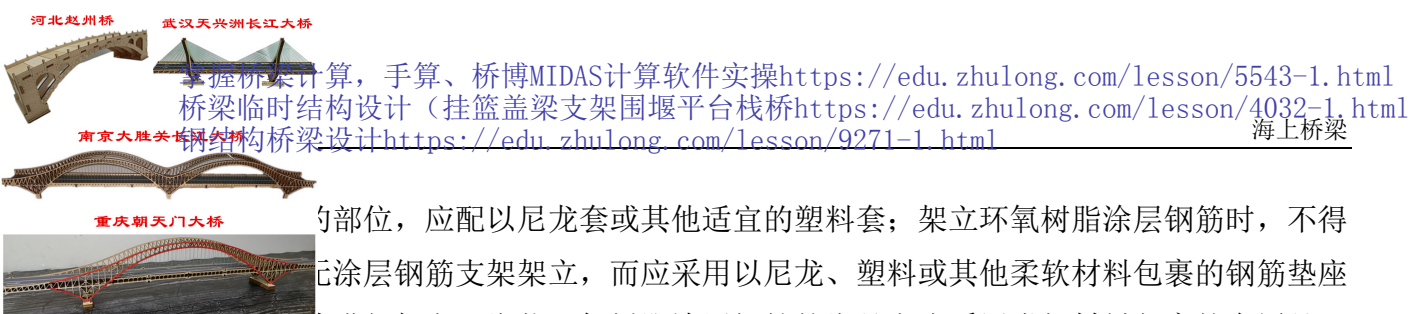 河北赵州桥
武汉天兴洲长江大桥
掌握桥梁计算，手算、桥博MIDAS计算软件实操https://edu.zhulong.com/lesson/5543-1.html
桥梁临时结构设计（挂篮盖梁支架围堰平台栈桥https://edu.zhulong.com/lesson/4032-1.html
南京大胜关长江大桥
钢结构桥梁设计https://edu.zhulong.com/lesson/9271-1.html
海上桥梁
重庆朝天门大桥
的部位，应配以尼龙套或其他适宜的塑料套；架立环氧树脂涂层钢筋时，不得
无涂层钢筋支架架立，而应采用以尼龙、塑料或其他柔软材料包裹的钢筋垫座